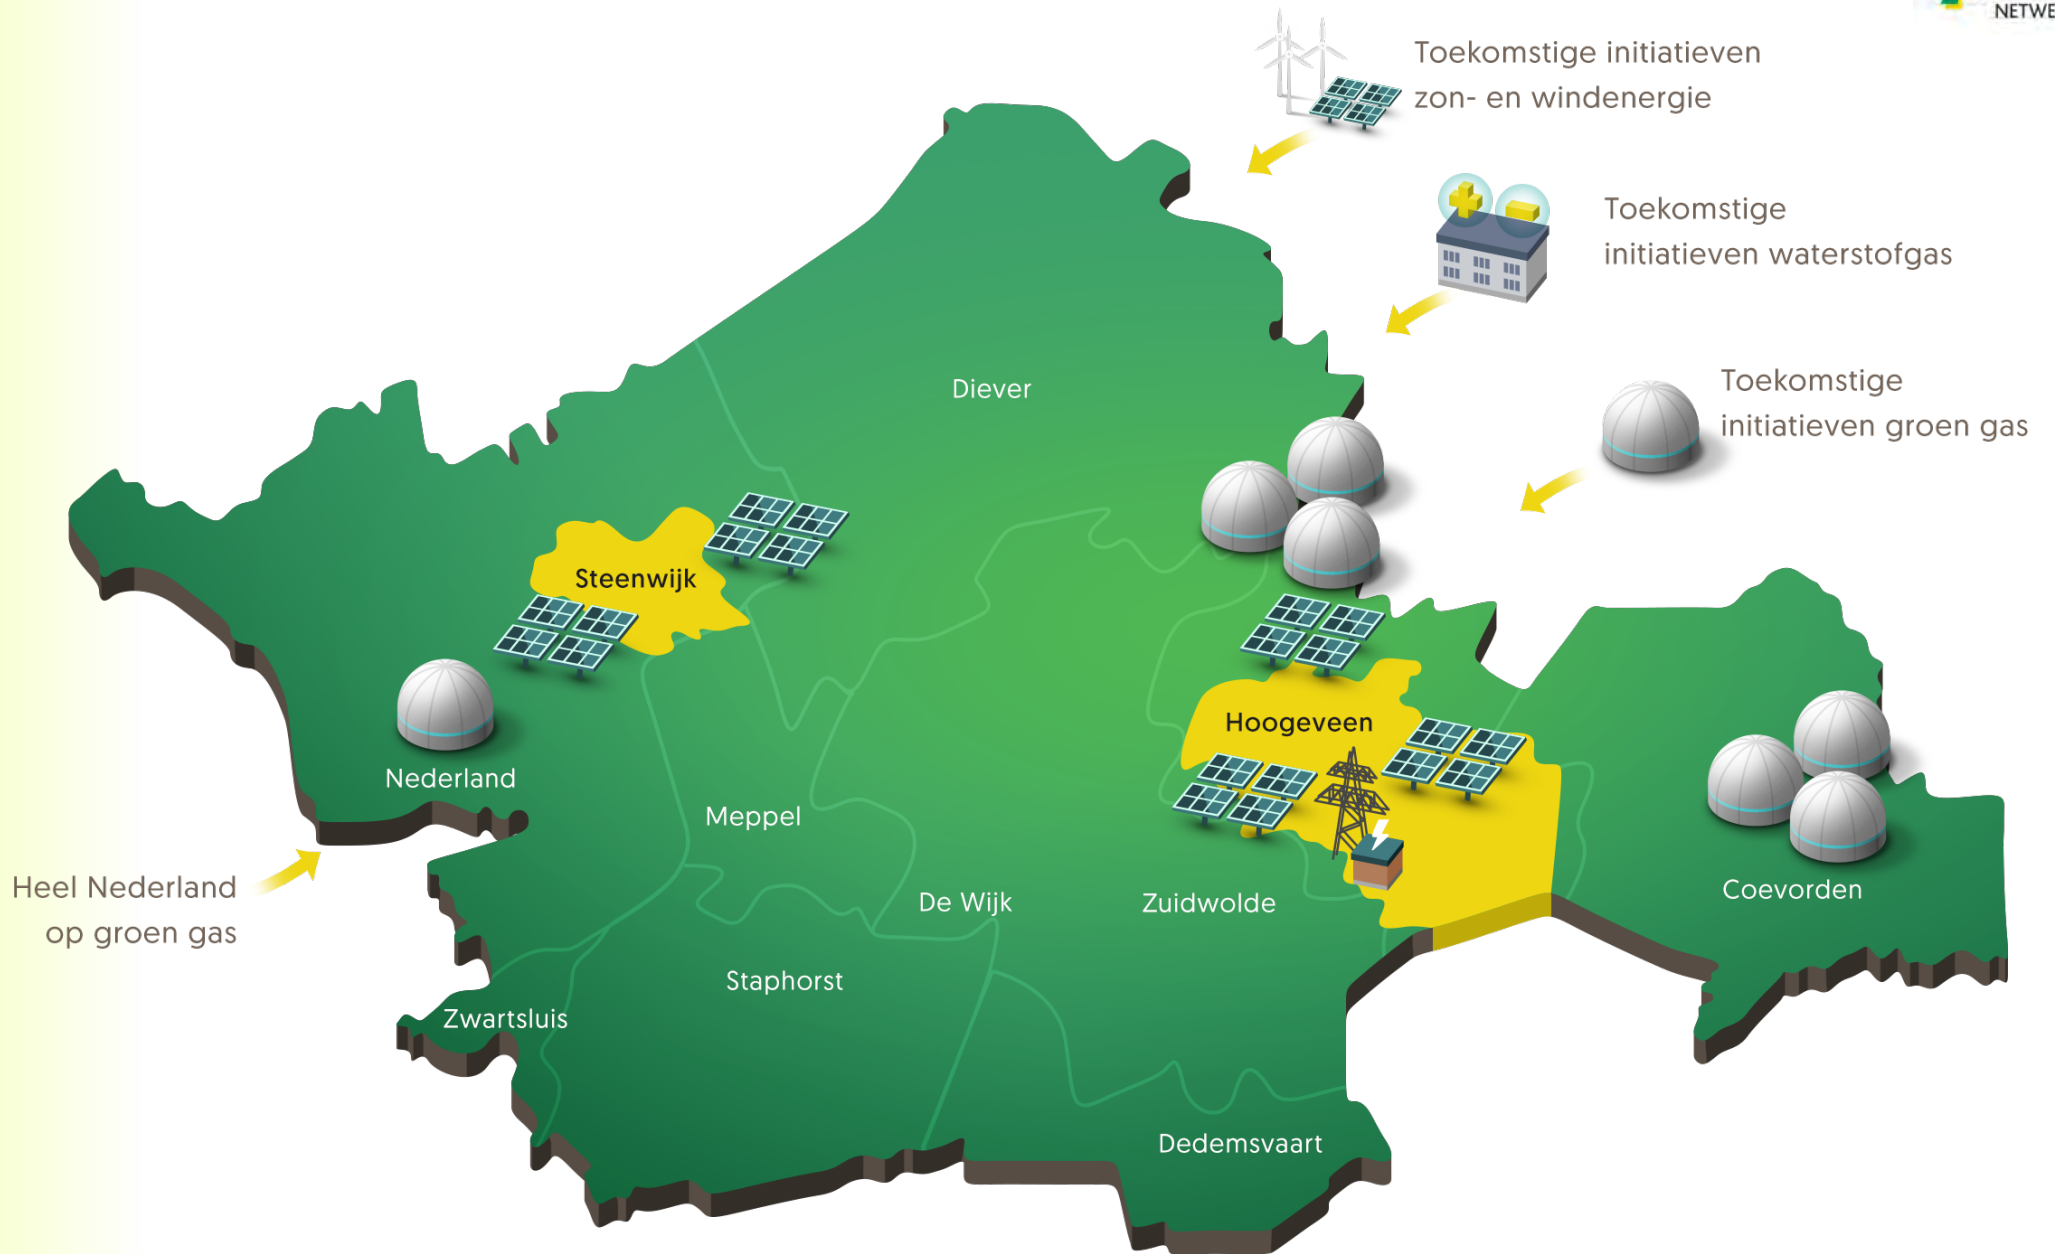 NETWE
Toekomstige initiatieven
zon- en windenergie
Toekomstige
initiatieven waterstofgas
Toekomstige
initiatieven groen gas
Diever
Steenwijk
Hoogeveen
Nederland
Meppel
Heel Nederland
op groen gas
De Wijk
Zuidwolde
Coevorden
Staphorst
Zwartsluis
Dedemsvaart